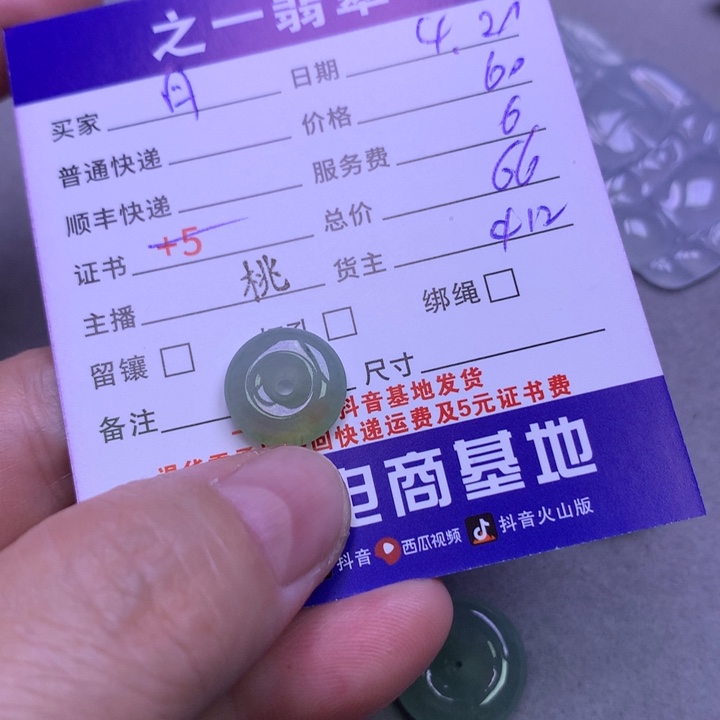 之一翡翠
买家 月 日期 4.21
普通快递 价格 60
顺丰快递 服务费 6
证书 +5 总价 66
主播 桃 货主 412
留镶 □ □ 绑绳 □
备注 尺寸
抖音基地发货
回快递运费及5元证书费
电商基地
抖音 西瓜视频 抖音火山版